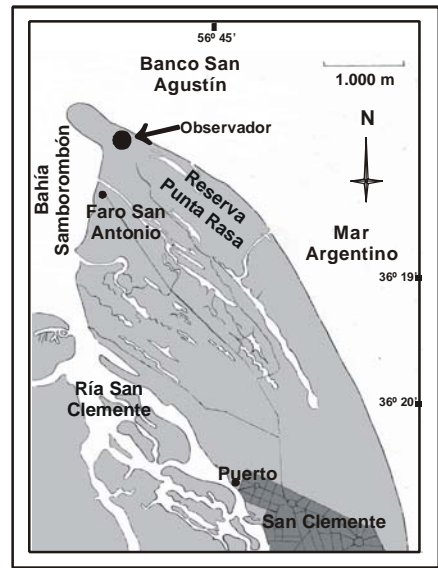 56º 45'
Banco San
Agustín
1.000 m
Observador
N
Bahía
Samborombón
Reserva
Punta Rasa
Faro San
Antonio
Mar
Argentino
36º 19
Ría San
Clemente
36º 20
Puerto
San Clemente